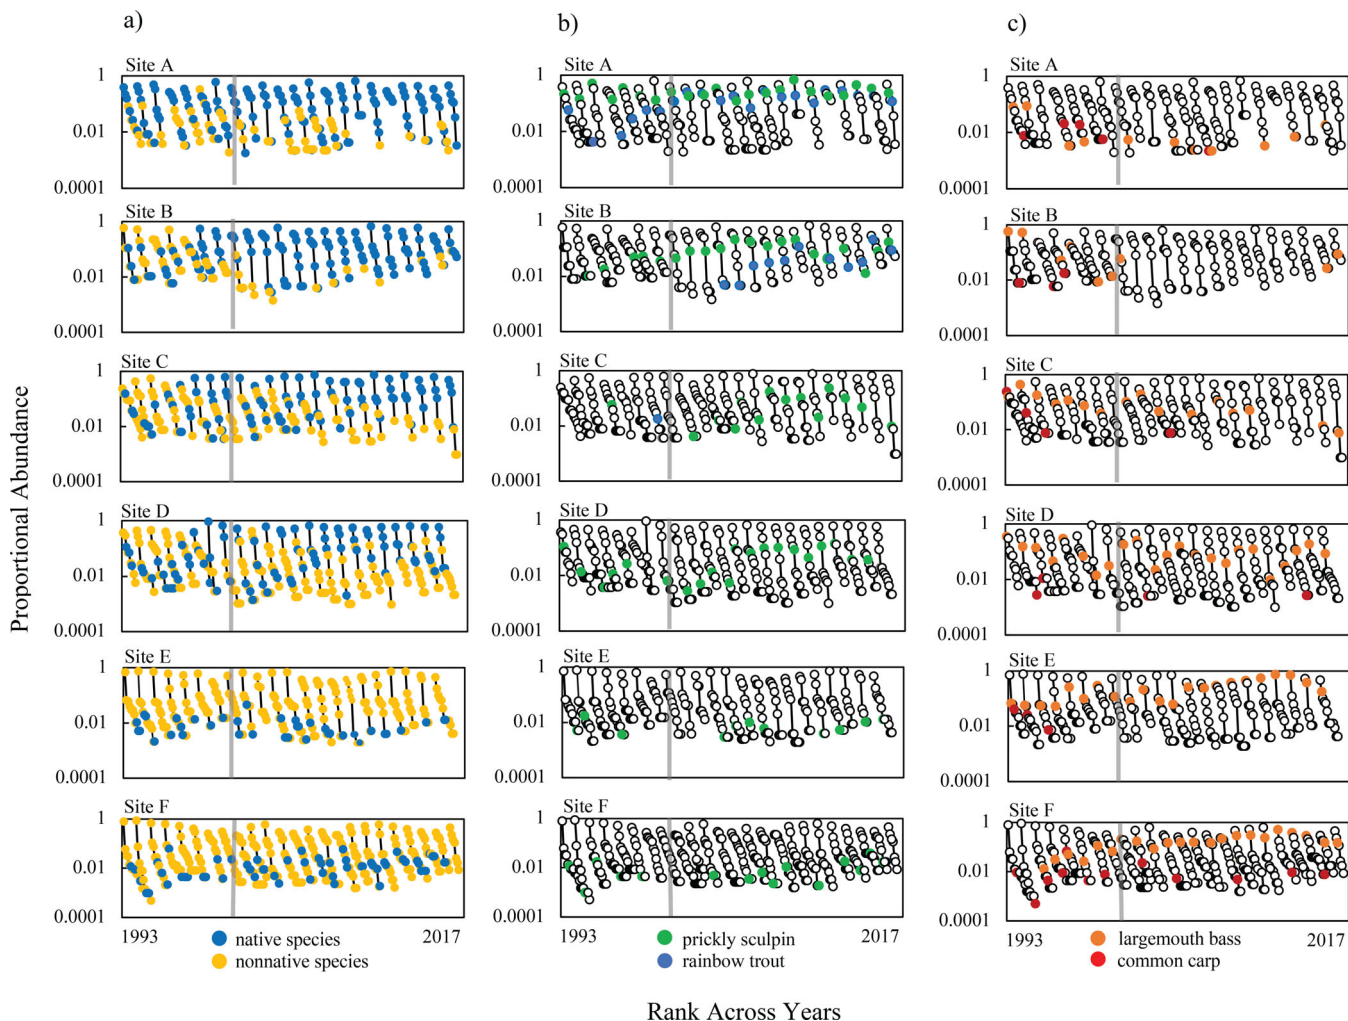 a)
b)
c)
Site A
Site A
Site A
1
0.01
0.0001
1
0.01
0.0001
1
0.01
0.0001
Site B
Site B
Site B
1
0.01
0.0001
1
0.01
0.0001
1
0.01
0.0001
Site C
Site C
Site C
1
0.01
0.0001
1
0.01
0.0001
1
0.01
0.0001
Site D
Site D
Site D
1
0.01
0.0001
1
0.01
0.0001
1
0.01
0.0001
Site E
Site E
Site E
1
0.01
0.0001
1
0.01
0.0001
1
0.01
0.0001
Site F
Site F
Site F
1
0.01
0.0001
1
0.01
0.0001
1
0.01
0.0001
Proportional Abundance
1993
2017
native species
nonnative species
1993
2017
prickly sculpin
rainbow trout
1993
2017
largemouth bass
common carp
Rank Across Years